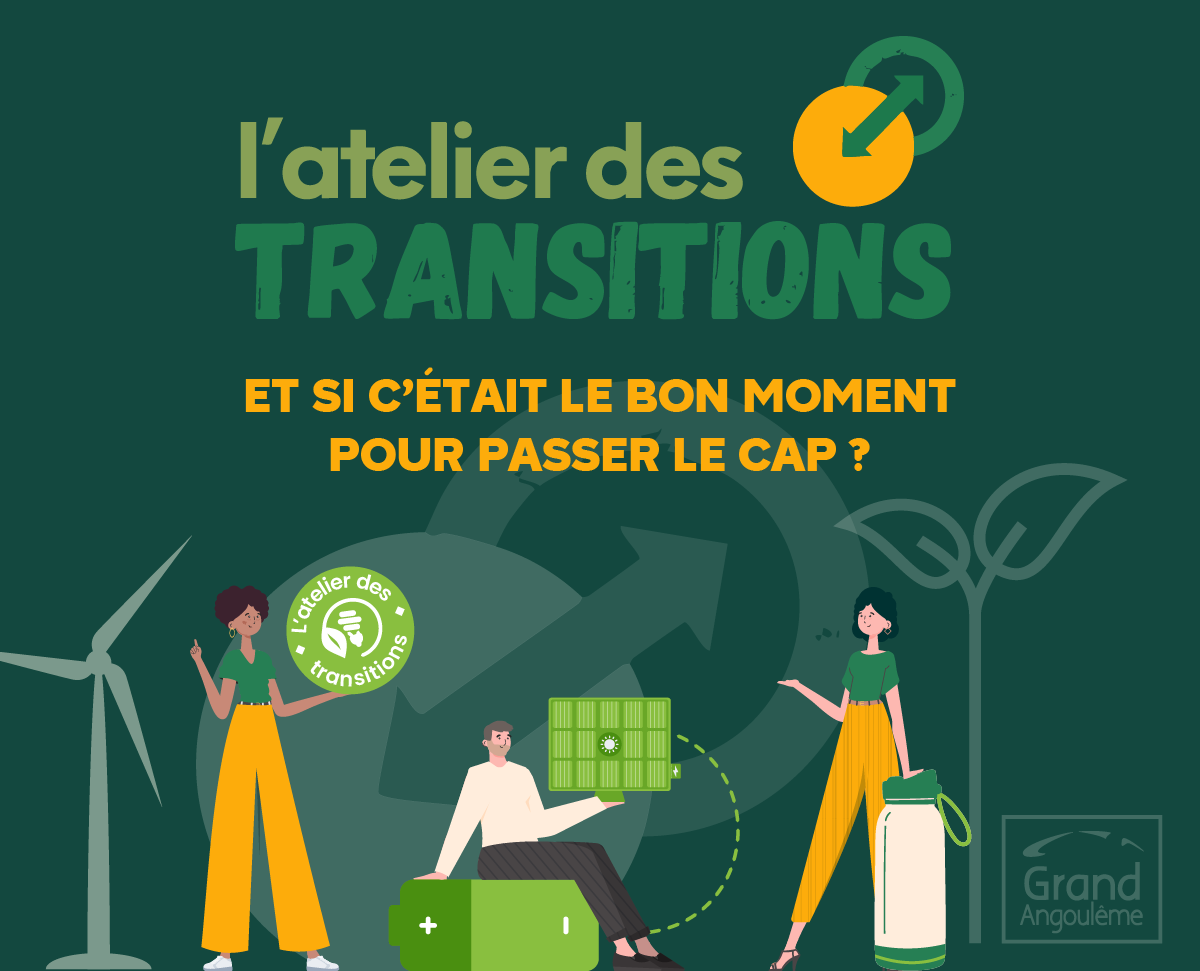 l'atelier des
TRANSITIONS
ET SI C'ÉTAIT LE BON MOMENT
POUR PASSER LE CAP ?
L'atelier des
transitions
+
Grand
Angoulême